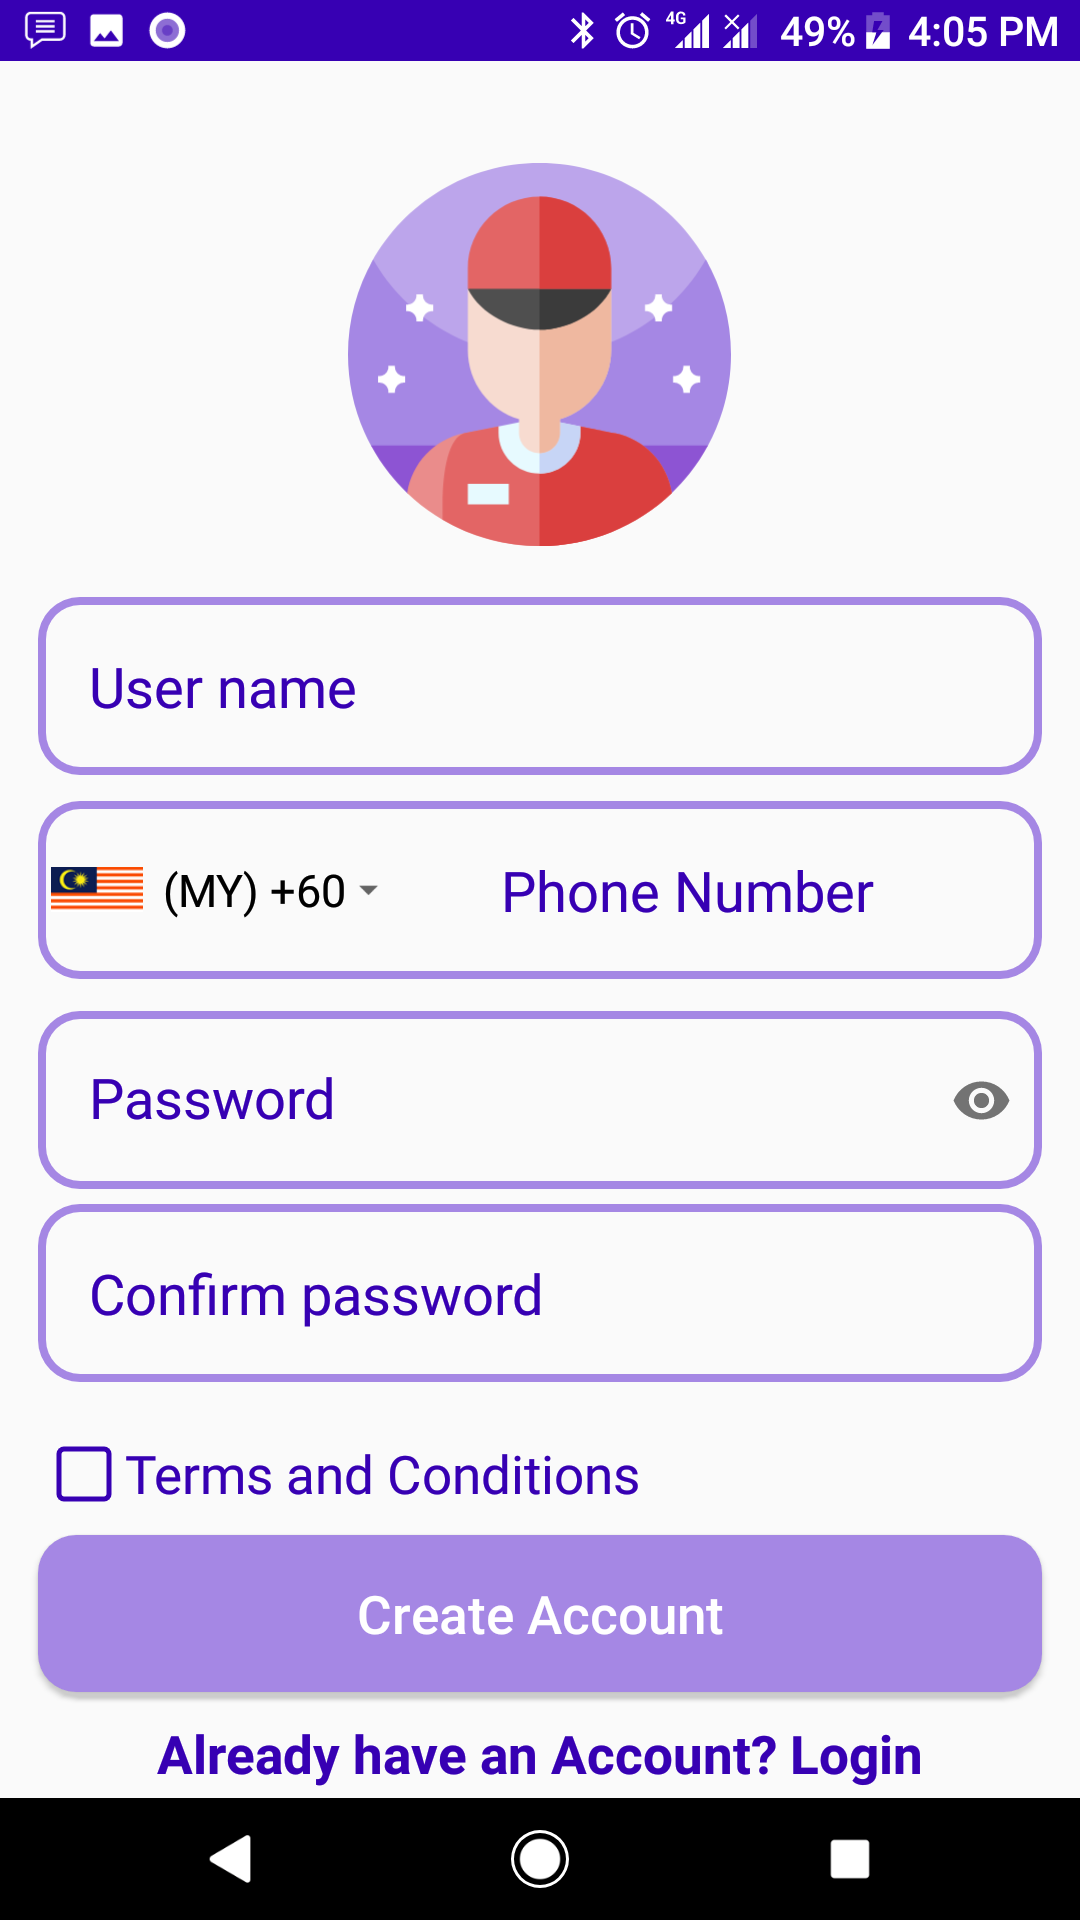 4G 49% 4:05 PM
User name
(MY) +60 Phone Number
Password
Confirm password
Terms and Conditions
Create Account
Already have an Account? Login